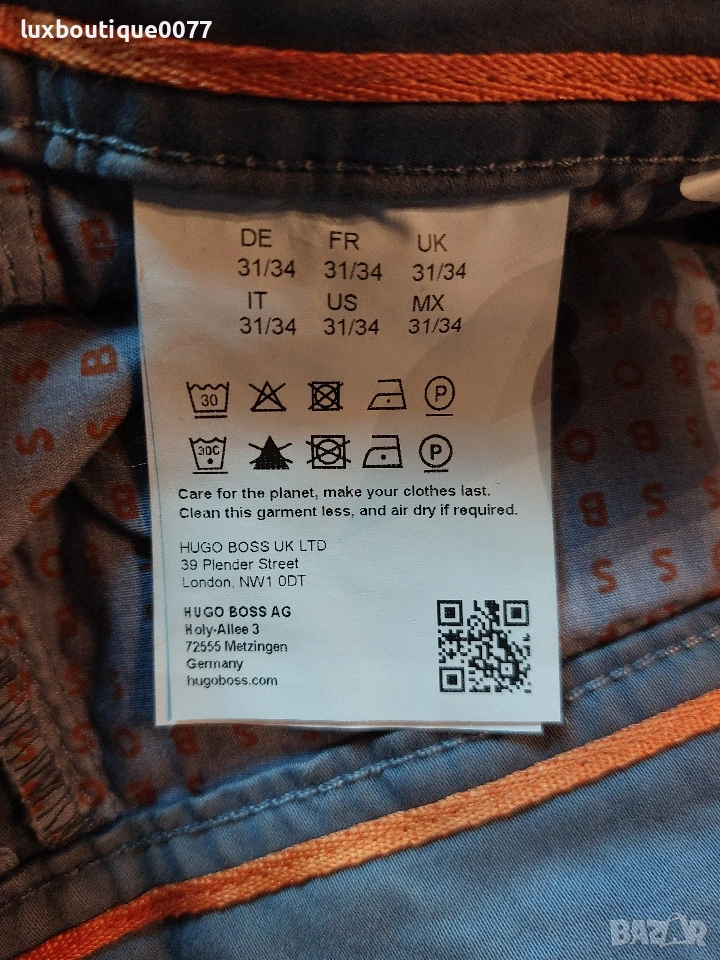 luxboutique0077
DE FR UK
31/34 31/34 31/34
IT US MX
31/34 31/34 31/34
30 P
30C P
Care for the planet, make your clothes last.
Clean this garment less, and air dry if required.
HUGO BOSS UK LTD
39 Plender Street
London, NW1 0DT
HUGO BOSS AG
Holy-Allee 3
72555 Metzingen
Germany
hugoboss.com
BAZAR